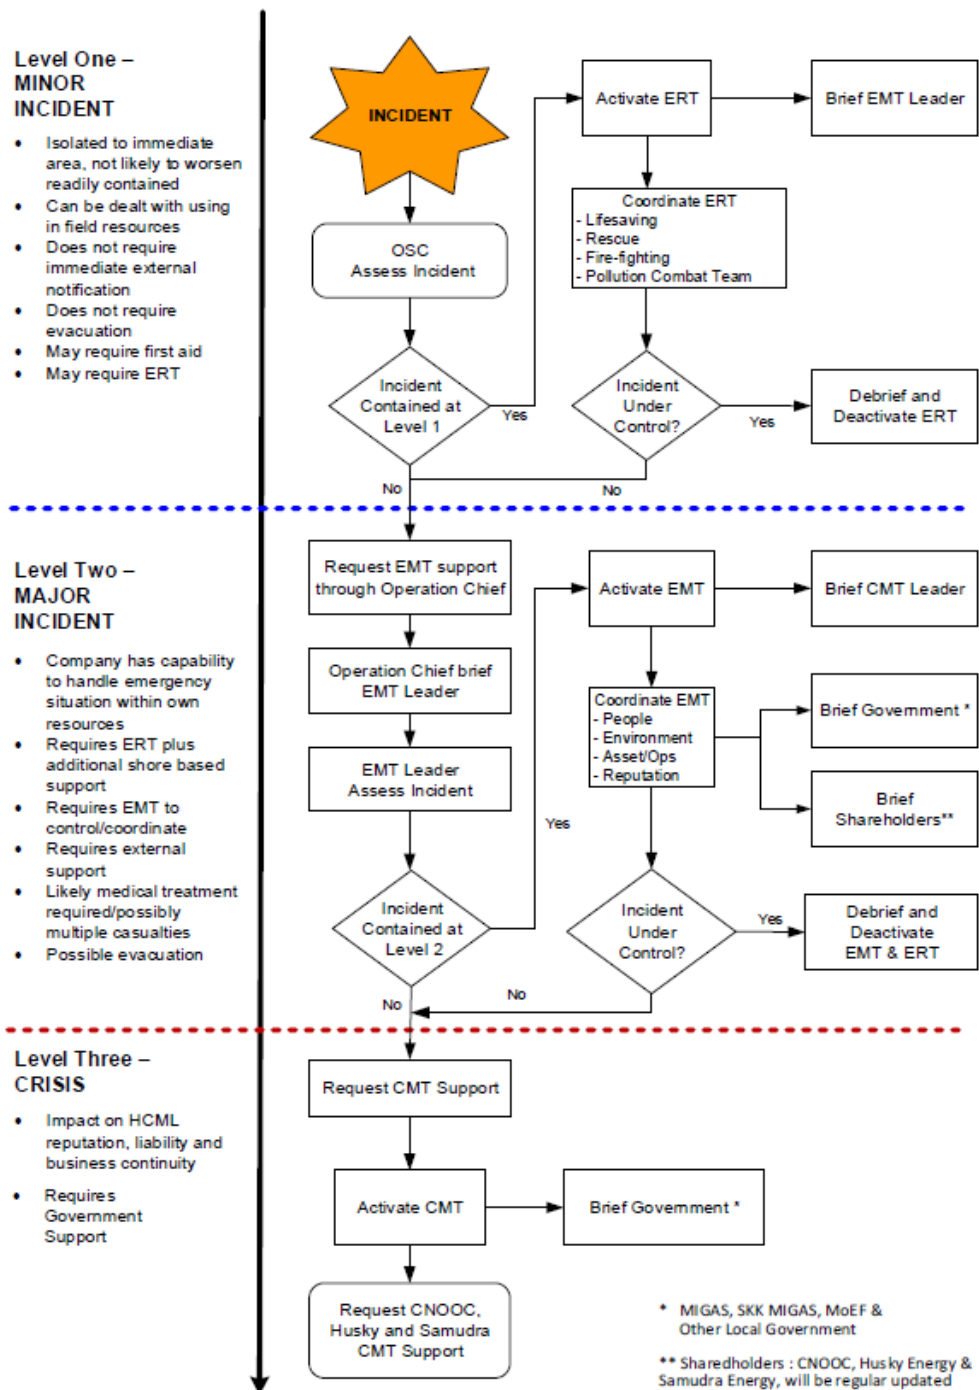 Level One –
MINOR
INCIDENT
• Isolated to immediate
area, not likely to worsen
readily contained
• Can be dealt with using
in field resources
• Does not require
immediate external
notification
• Does not require
evacuation
• May require first aid
• May require ERT
INCIDENT
Activate ERT
Brief EMT Leader
OSC
Assess Incident
Coordinate ERT
- Lifesaving
- Rescue
- Fire-fighting
- Pollution Combat Team
Incident
Contained at
Level 1
Yes
Incident
Under
Control?
Yes
Debrief and
Deactivate ERT
No
No
Level Two –
MAJOR
INCIDENT
• Company has capability
to handle emergency
situation within own
resources
• Requires ERT plus
additional shore based
support
• Requires EMT to
control/coordinate
• Requires external
support
• Likely medical treatment
required/possibly
multiple casualties
• Possible evacuation
Request EMT support
through Operation Chief
Activate EMT
Brief CMT Leader
Operation Chief brief
EMT Leader
Coordinate EMT
- People
- Environment
- Asset/Ops
- Reputation
Brief Government *
EMT Leader
Assess Incident
Brief
Shareholders**
Yes
Incident
Contained at
Level 2
Incident
Under
Control?
Yes
Debrief and
Deactivate
EMT & ERT
No
No
Level Three –
CRISIS
• Impact on HCML
reputation, liability and
business continuity
• Requires
Government
Support
Request CMT Support
Activate CMT
Brief Government *
Request CNOOC,
Husky and Samudra
CMT Support
* MIGAS, SKK MIGAS, MoEF &
Other Local Government
** Sharedholders : CNOOC, Husky Energy &
Samudra Energy, will be regular updated